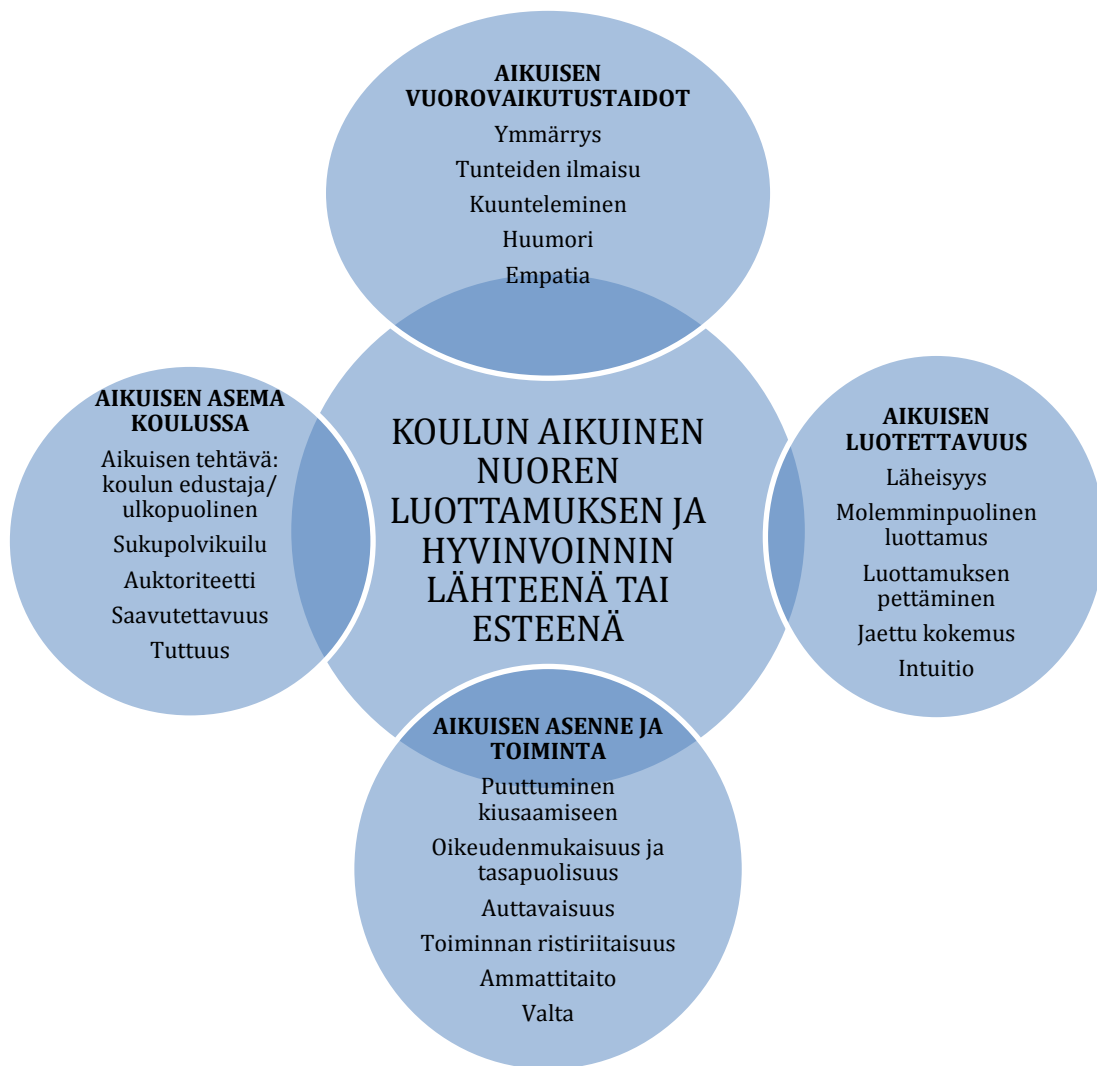 AIKUISEN
VUOROVAIKUTUSTAIDOT
Ymmärrys
Tunteiden ilmaisu
Kuunteleminen
Huumori
Empatia
AIKUISEN ASEMA
KOULUSSA
Aikuisen tehtävä:
koulun edustaja/
ulkopuolinen
Sukupolvikuilu
Auktoriteetti
Saavutettavuus
Tuttuus
KOULUN AIKUINEN
NUOREN
LUOTTAMUKSEN JA
HYVINVOINNIN
LÄHTEENÄ TAI
ESTEENÄ
AIKUISEN
LUOTETTAVUUS
Läheisyys
Molemminpuolinen
luottamus
Luottamuksen
pettäminen
Jaettu kokemus
Intuitio
AIKUISEN ASENNE JA
TOIMINTA
Puuttuminen
kiusaamiseen
Oikeudenmukaisuus ja
tasapuolisuus
Auttavaisuus
Toiminnan ristiriitaisuus
Ammattitaito
Valta